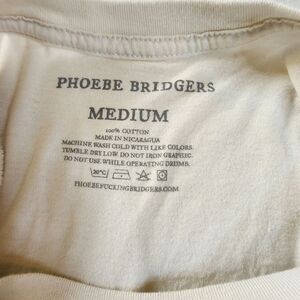 PHOEBE BRIDGERS
MEDIUM
100% COTTON
MADE IN NICARAGUA
MACHINE WASH COLD WITH LIKE COLORS.
TUMBLE DRY LOW. DO NOT IRON GRAPHIC.
DO NOT USE WHILE OPERATING DRUMS.
30°C
PHOEBEFUCKINGBRIDGERS.COM